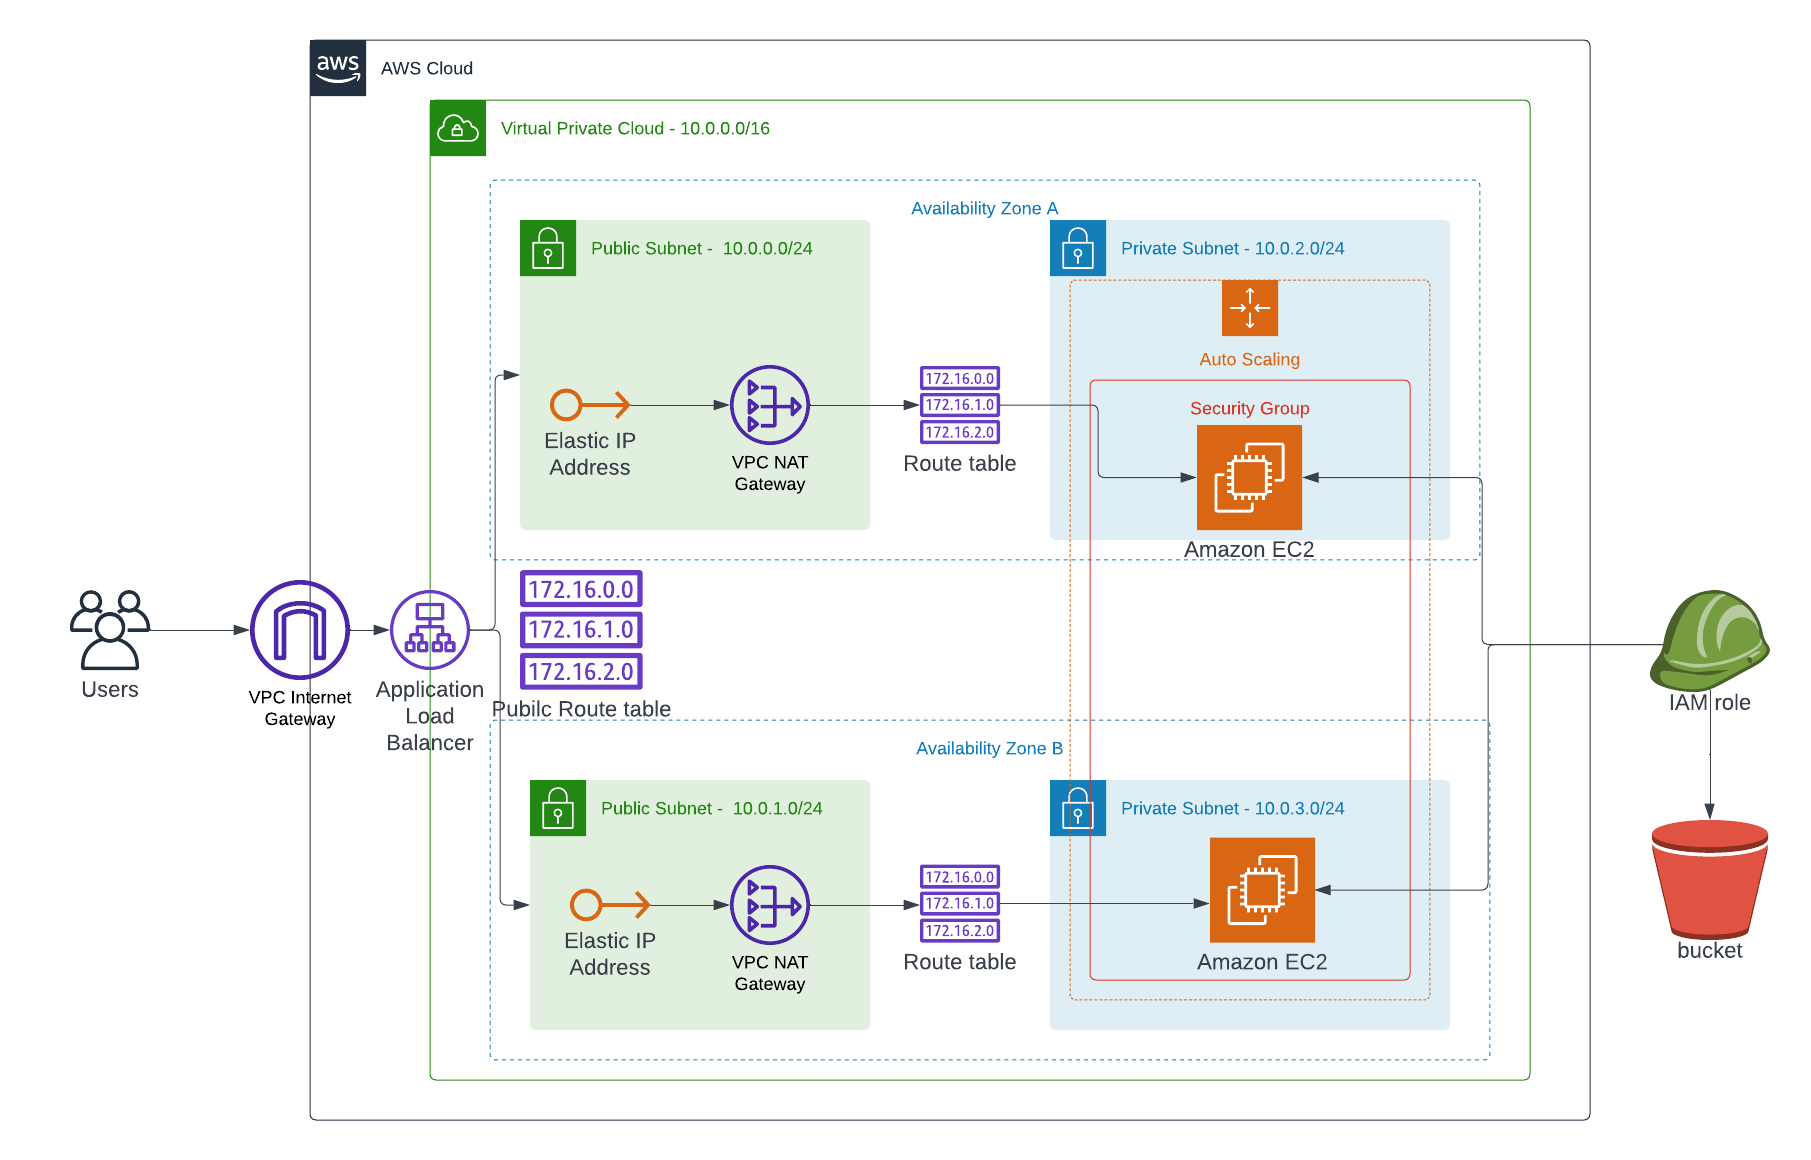 aws
AWS Cloud
Virtual Private Cloud - 10.0.0.0/16
Availability Zone A
Public Subnet - 10.0.0.0/24
Private Subnet - 10.0.2.0/24
Auto Scaling
Security Group
172.16.0.0
172.16.1.0
172.16.2.0
Route table
Elastic IP
Address
VPC NAT
Gateway
Amazon EC2
Users
VPC Internet
Gateway
Application
Load
Balancer
172.16.0.0
172.16.1.0
172.16.2.0
Pubilc Route table
IAM role
Availability Zone B
Public Subnet - 10.0.1.0/24
Private Subnet - 10.0.3.0/24
172.16.0.0
172.16.1.0
172.16.2.0
Route table
Elastic IP
Address
VPC NAT
Gateway
Amazon EC2
bucket